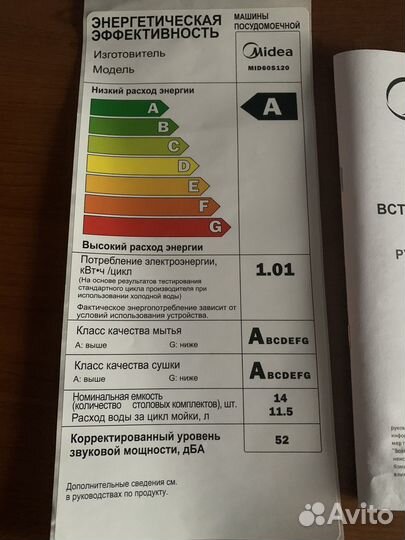 ЭНЕРГЕТИЧЕСКАЯ
ЭФФЕКТИВНОСТЬ
МАШИНЫ
ПОСУДОМОЕЧНОЙ
Изготовитель
Модель
Midea
MID60S120
Низкий расход энергии
A
B
C
D
E
F
G
A
Высокий расход энергии
Потребление электроэнергии,
кВт•ч /цикл
(На основе результатов тестирования
стандартного цикла производителя при
использовании холодной воды)
Фактическое энергопотребление зависит от
условий использования устройства.
1.01
Класс качества мытья
A: выше G: ниже
ABCDEFG
Класс качества сушки
A: выше G: ниже
ABCDEFG
Номинальная емкость
(количество столовых комплектов), шт.
14
Расход воды за цикл мойки, л
11.5
Корректированный уровень
звуковой мощности, дБА
52
Дополнительные сведения см.
в руководствах по продукту.
ВСТ
Р
руком
инфор
Avito